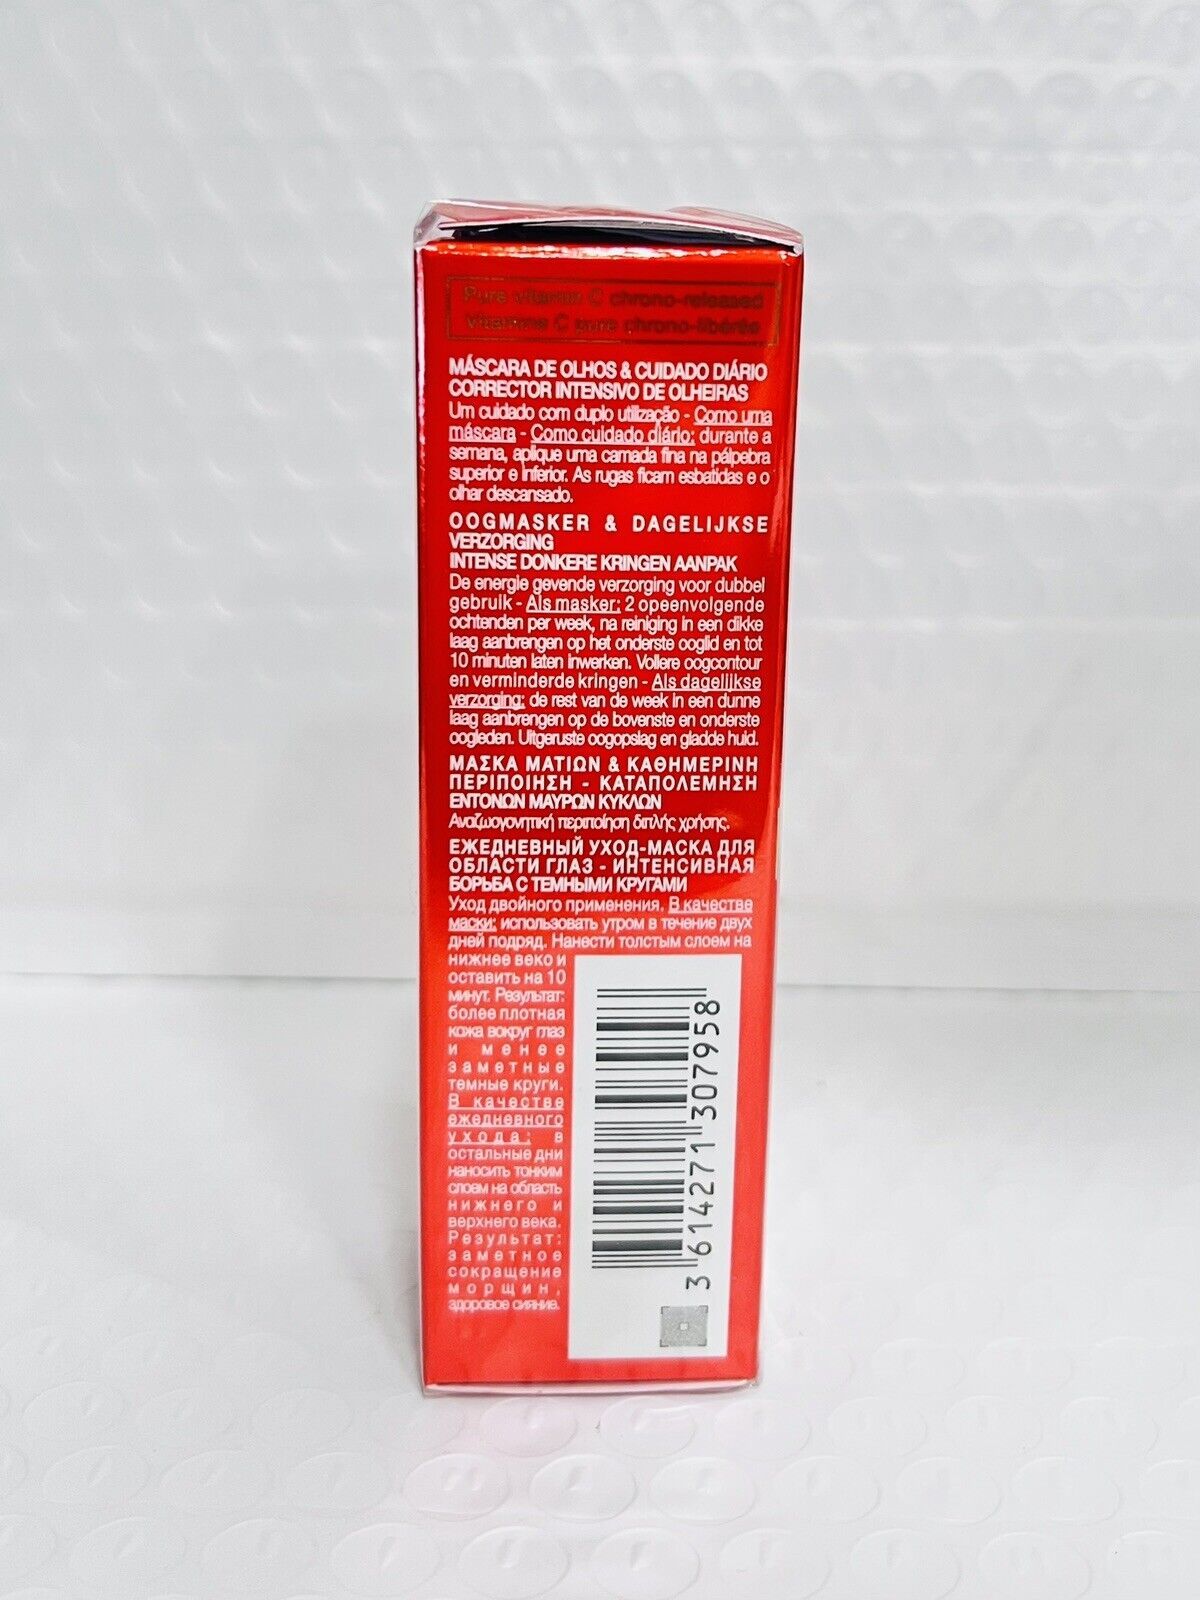 Pure vitamin C chrono-released
Vitamine C pure chrono-libérée
MÁSCARA DE OLHOS & CUIDADO DIÁRIO
CORRECTOR INTENSIVO DE OLHEIRAS
Um cuidado com duplo utilização - Como uma
máscara - Como cuidado diário: durante a
semana, aplique uma camada fina na pálpebra
superior e inferior. As rugas ficam esbatidas e o
olhar descansado.
OOGMASKER & DAGELIJKSE
VERZORGING
INTENSE DONKERE KRINGEN AANPAK
De energie gevende verzorging voor dubbel
gebruik - Als masker: 2 opeenvolgende
ochtenden per week, na reiniging in een dikke
laag aanbrengen op het onderste ooglid en tot
10 minuten laten inwerken. Vollere oogcontour
en verminderde kringen - Als dagelijkse
verzorging: de rest van de week in een dunne
laag aanbrengen op de bovenste en onderste
oogleden. Uitgeruste oogopslag en gladde huid.
ΜΑΣΚΑ ΜΑΤΙΩΝ & ΚΑΘΗΜΕΡΙΝΗ
ΠΕΡΙΠΟΙΗΣΗ - ΚΑΤΑΠΟΛΕΜΗΣΗ
ΕΝΤΟΝΩΝ ΜΑΥΡΩΝ ΚΥΚΛΩΝ
Αναζωογονητική περιποίηση διπλής χρήσης.
ЕЖЕДНЕВНЫЙ УХОД-МАСКА ДЛЯ
ОБЛАСТИ ГЛАЗ - ИНТЕНСИВНАЯ
БОРЬБА С ТЕМНЫМИ КРУГАМИ
Уход двойного применения. В качестве
маски: использовать утром в течение двух
дней подряд. Нанести толстым слоем на
нижнее веко и
оставить на 10
минут. Результат:
более плотная
кожа вокруг глаз
и менее
заметные
темные круги.
В качестве
ежедневного
ухода: в
остальные дни
наносить тонким
слоем на область
нижнего и
верхнего века.
Результат:
заметное
сокращение
морщин,
здоровое сияние.
3 614271 307958